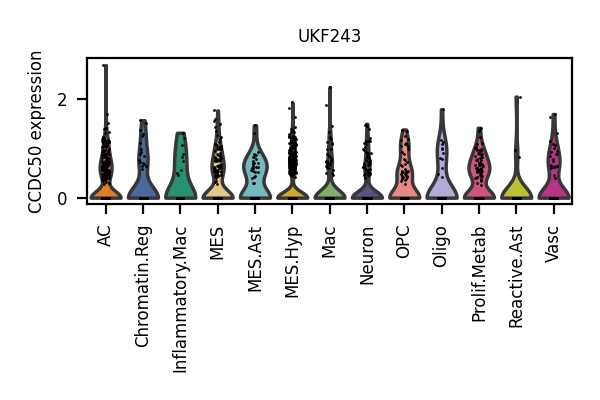 UKF243
CCDC50 expression
2
0
AC
Chromatin.Reg
Inflammatory.Mac
MES
MES.Ast
MES.Hyp
Mac
Neuron
OPC
Oligo
Prolif.Metab
Reactive.Ast
Vasc